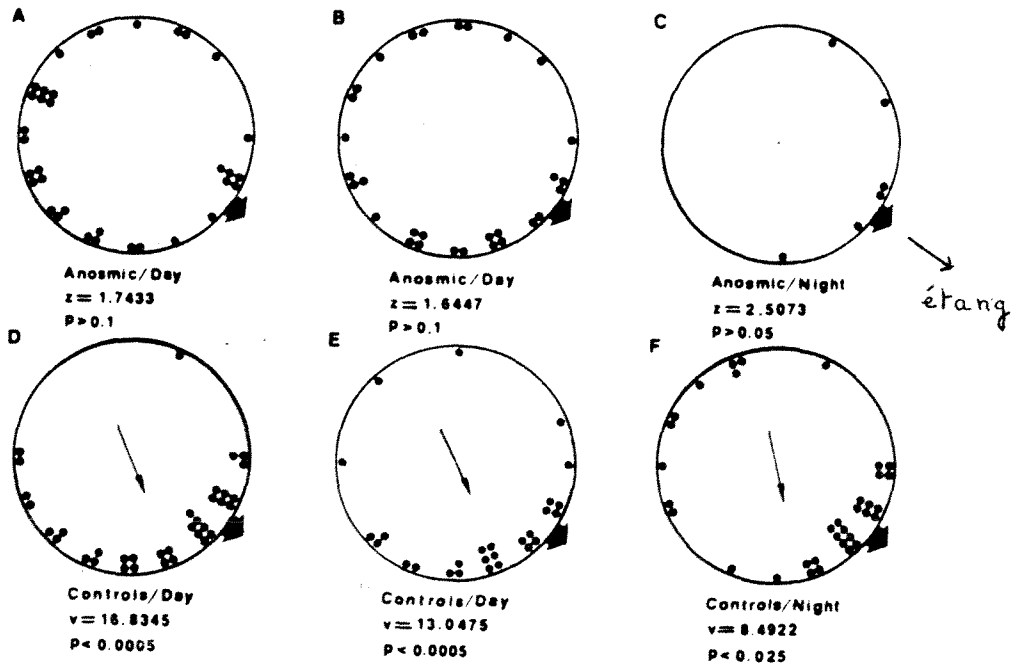 A
B
C
Anosmic/Day
z = 1.7433
P > 0.1
Anosmic/Day
z = 1.6447
P > 0.1
Anosmic/Night
z = 2.5073
P > 0.05
étang
D
E
F
Controls/Day
v = 16.8345
P < 0.0005
Controls/Day
v = 13.0475
P < 0.0005
Controls/Night
v = 8.4922
P < 0.025